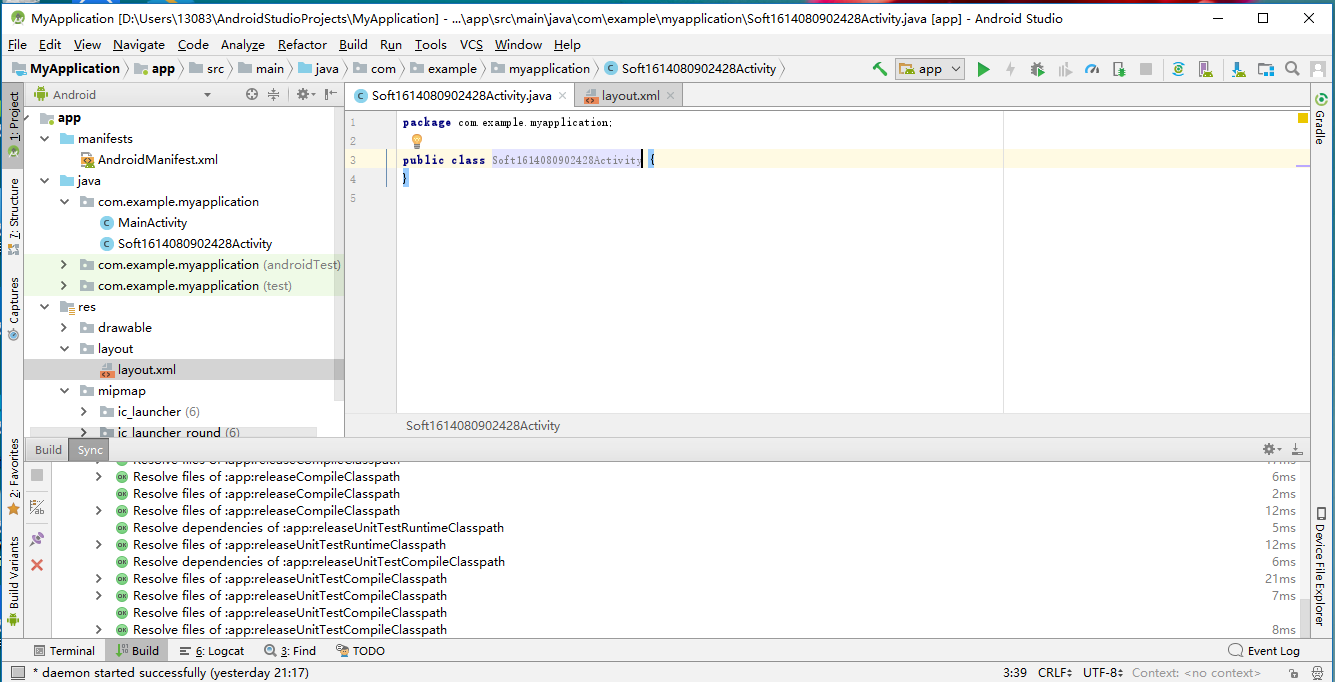 MyApplication [D:\Users\13083\AndroidStudioProjects\MyApplication] - ...\app\src\main\java\com\example\myapplication\Soft1614080902428Activity.java [app] - Android Studio
File Edit View Navigate Code Analyze Refactor Build Run Tools VCS Window Help
MyApplication app src main java com example myapplication Soft1614080902428Activity app
Android
Soft1614080902428Activity.java layout.xml
1: Project
7: Structure
Captures
2: Favorites
Build Variants
app
manifests
AndroidManifest.xml
java
com.example.myapplication
MainActivity
Soft1614080902428Activity
com.example.myapplication (androidTest)
com.example.myapplication (test)
res
drawable
layout
layout.xml
mipmap
ic_launcher (6)
ic_launcher_round (6)
1 package com.example.myapplication;
2
3 public class Soft1614080902428Activity {
4 }
5
Soft1614080902428Activity
Gradle
Device File Explorer
Build Sync
Resolve files of :app:releaseCompileClasspath 17ms
Resolve files of :app:releaseCompileClasspath 6ms
Resolve files of :app:releaseCompileClasspath 2ms
Resolve files of :app:releaseCompileClasspath 12ms
Resolve dependencies of :app:releaseUnitTestRuntimeClasspath 5ms
Resolve files of :app:releaseUnitTestRuntimeClasspath 12ms
Resolve dependencies of :app:releaseUnitTestCompileClasspath 6ms
Resolve files of :app:releaseUnitTestCompileClasspath 21ms
Resolve files of :app:releaseUnitTestCompileClasspath 7ms
Resolve files of :app:releaseUnitTestCompileClasspath
Resolve files of :app:releaseUnitTestCompileClasspath 8ms
Terminal Build 6: Logcat 3: Find TODO Event Log
* daemon started successfully (yesterday 21:17) 3:39 CRLF UTF-8 Context: <no context>